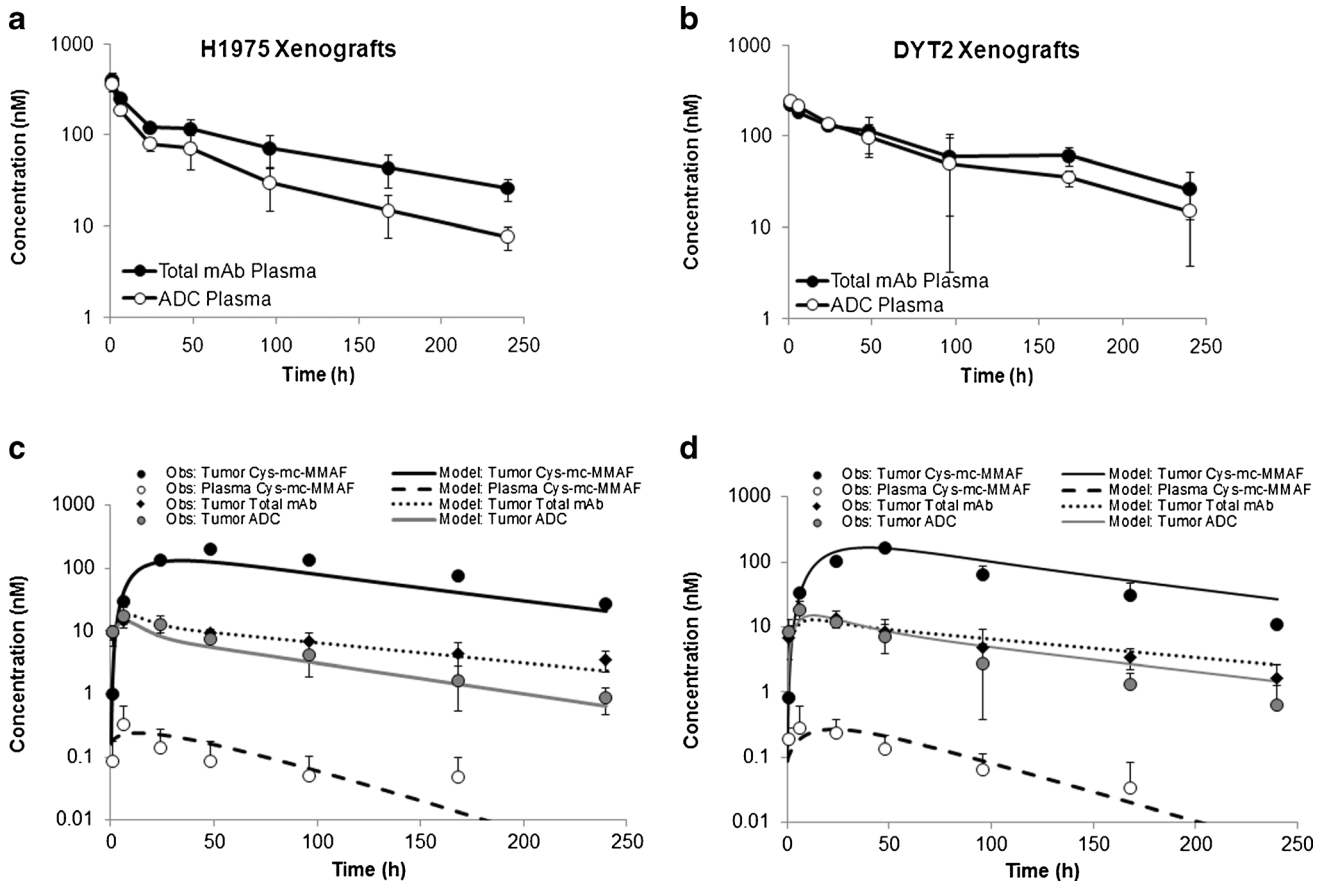 a
H1975 Xenografts
1000
100
10
1
Concentration (nM)
Total mAb Plasma
ADC Plasma
0 50 100 150 200 250
Time (h)
b
DYT2 Xenografts
1000
100
10
1
Concentration (nM)
Total mAb Plasma
ADC Plasma
0 50 100 150 200 250
Time (h)
c
Obs: Tumor Cys-mc-MMAF
Obs: Plasma Cys-mc-MMAF
Obs: Tumor Total mAb
Obs: Tumor ADC
Model: Tumor Cys-mc-MMAF
Model: Plasma Cys-mc-MMAF
Model: Tumor Total mAb
Model: Tumor ADC
1000
100
10
1
0.1
0.01
Concentration (nM)
0 50 100 150 200 250
Time (h)
d
Obs: Tumor Cys-mc-MMAF
Obs: Plasma Cys-mc-MMAF
Obs: Tumor Total mAb
Obs: Tumor ADC
Model: Tumor Cys-mc-MMAF
Model: Plasma Cys-mc-MMAF
Model: Tumor Total mAb
Model: Tumor ADC
1000
100
10
1
0.1
0.01
Concentration (nM)
0 50 100 150 200 250
Time (h)